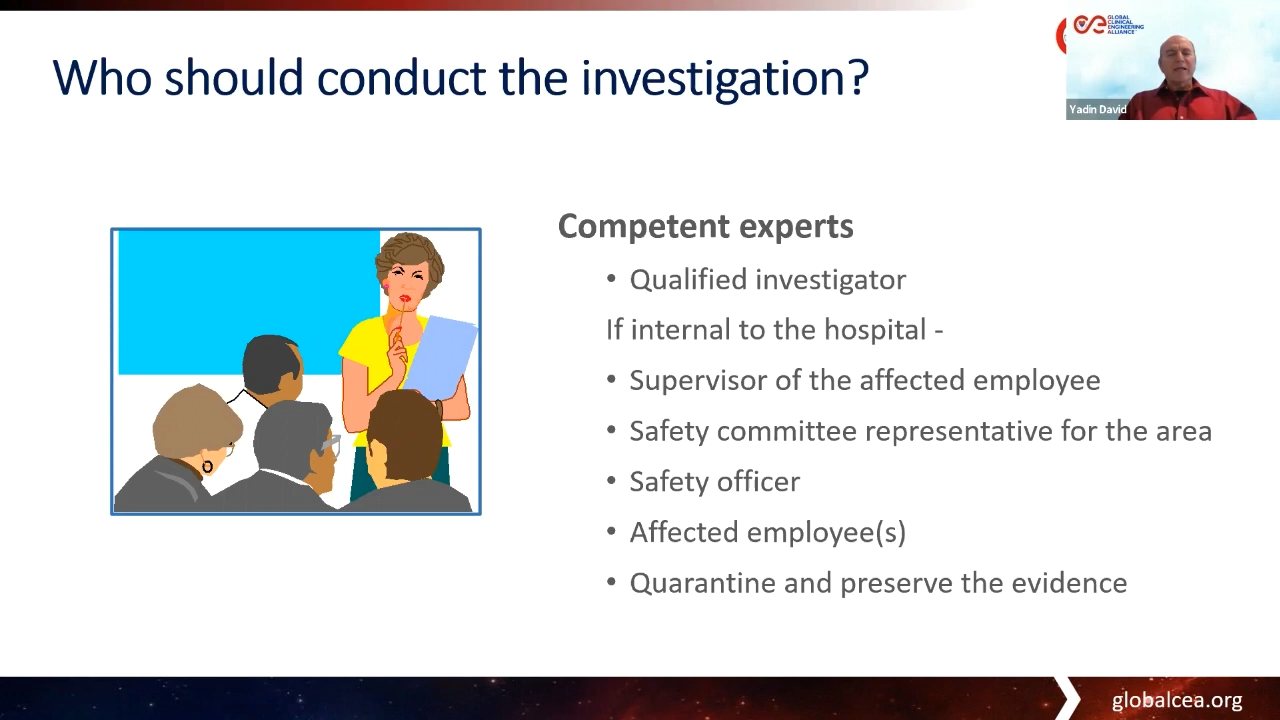 Who should conduct the investigation?
GLOBAL
CLINICAL
ENGINEERING
ALLIANCE
Yadin David
Competent experts
• Qualified investigator
If internal to the hospital -
• Supervisor of the affected employee
• Safety committee representative for the area
• Safety officer
• Affected employee(s)
• Quarantine and preserve the evidence
globalcea.org